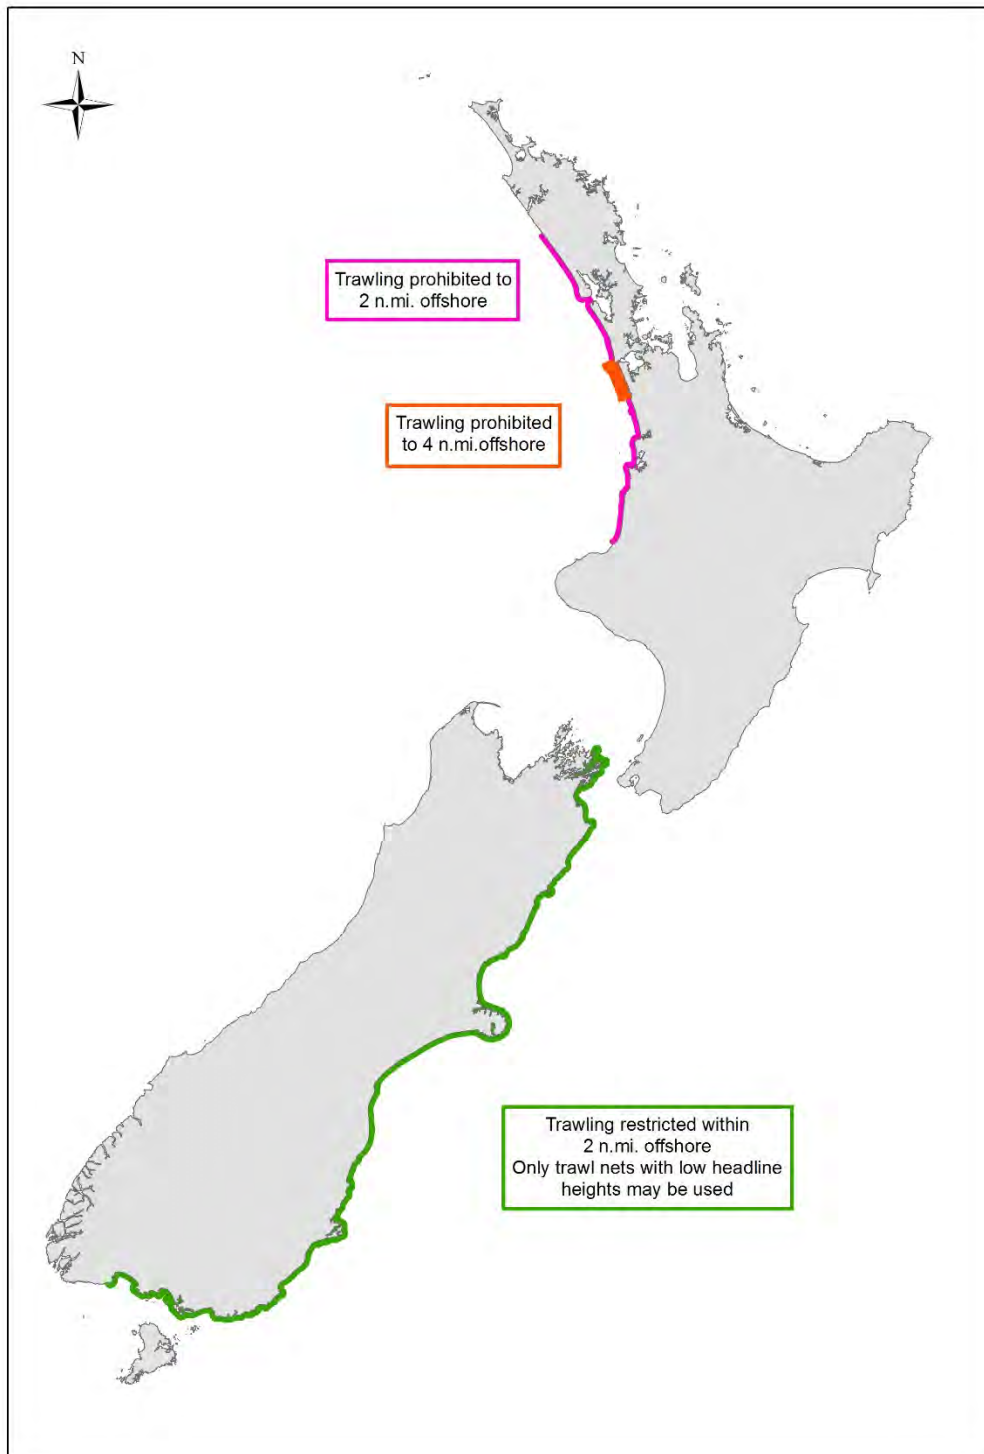 N
Trawling prohibited to
2 n.mi. offshore
Trawling prohibited
to 4 n.mi.offshore
Trawling restricted within
2 n.mi. offshore
Only trawl nets with low headline
heights may be used